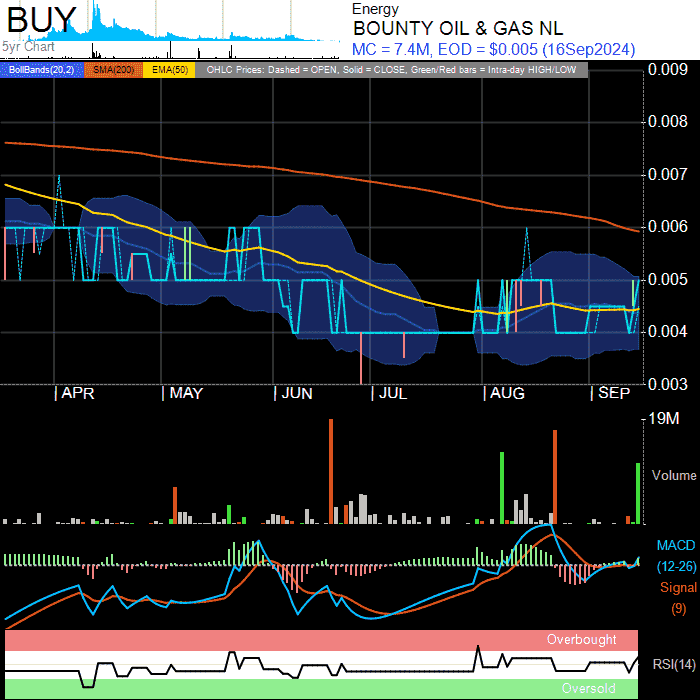 BUY
5yr Chart
Energy
BOUNTY OIL & GAS NL
MC = 7.4M, EOD = $0.005 (16Sep2024)
BollBands(20,2) SMA(200) EMA(50) OHLC Prices: Dashed = OPEN, Solid = CLOSE, Green/Red bars = Intra-day HIGH/LOW
0.009
0.008
0.007
0.006
0.005
0.004
0.003
APR MAY JUN JUL AUG SEP
19M
Volume
MACD
(12-26)
Signal
(9)
Overbought
RSI(14)
Oversold